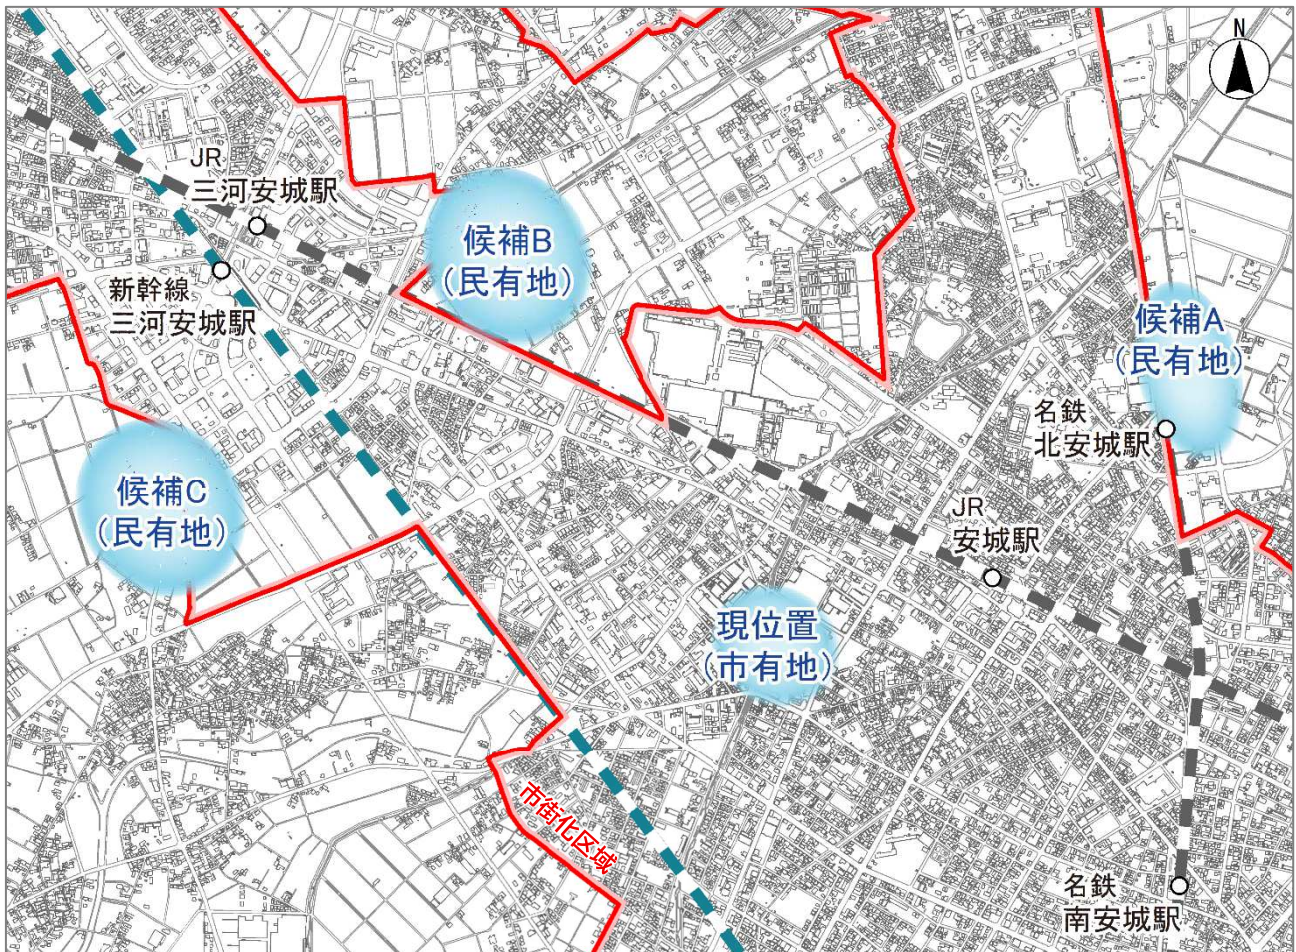 N
JR
三河安城駅
候補B
(民有地)
新幹線
三河安城駅
候補A
(民有地)
名鉄
北安城駅
候補C
(民有地)
JR
安城駅
現位置
(市有地)
市街化区域
名鉄
南安城駅